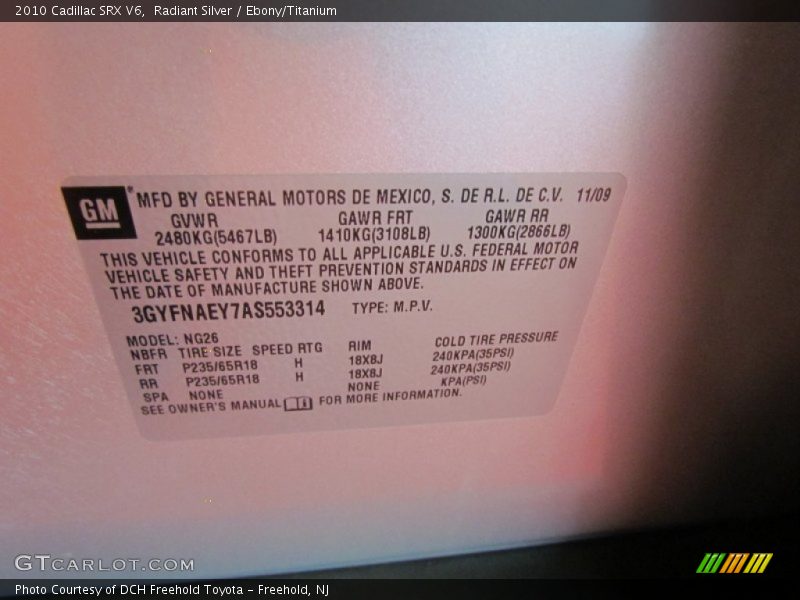 2010 Cadillac SRX V6,  Radiant Silver / Ebony/Titanium
GM® MFD BY GENERAL MOTORS DE MEXICO, S. DE R.L. DE C.V. 11/09
GVWR GAWR FRT GAWR RR
2480KG(5467LB) 1410KG(3108LB) 1300KG(2866LB)
THIS VEHICLE CONFORMS TO ALL APPLICABLE U.S. FEDERAL MOTOR
VEHICLE SAFETY AND THEFT PREVENTION STANDARDS IN EFFECT ON
THE DATE OF MANUFACTURE SHOWN ABOVE.
3GYFNAEY7AS553314 TYPE: M.P.V.
MODEL: NG26
NBFR TIRE SIZE SPEED RTG RIM COLD TIRE PRESSURE
FRT P235/65R18 H 18X8J 240KPA(35PSI)
RR P235/65R18 H 18X8J 240KPA(35PSI)
SPA NONE NONE KPA(PSI)
SEE OWNER'S MANUAL FOR MORE INFORMATION.
GTCARLOT.COM
Photo Courtesy of DCH Freehold Toyota – Freehold, NJ